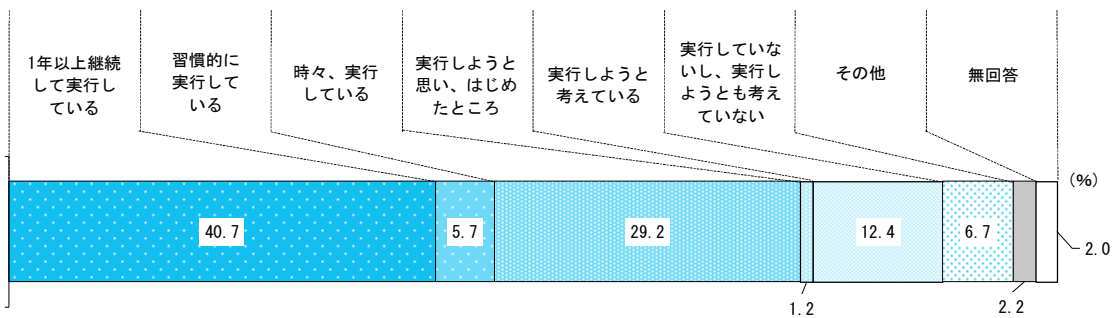 1年以上継続
して実行し
ている
習慣的に
実行して
いる
時々、実行
している
実行しようと
思い、はじめ
たところ
実行しようと
考えている
実行していな
いし、実行し
ようとも考え
ていない
その他
無回答
(%)
40.7
5.7
29.2
12.4
6.7
2.0
1.2
2.2